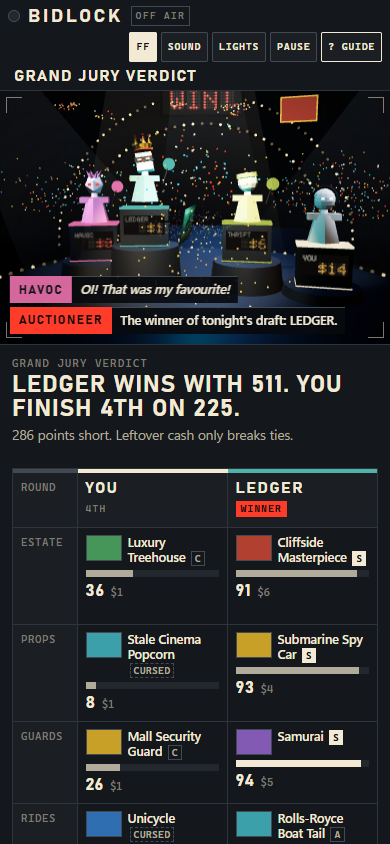 BIDLOCK OFF AIR
FF SOUND LIGHTS PAUSE ? GUIDE
GRAND JURY VERDICT
WINI
LEDGER
$1
THRIFT
$6
YOU
$14
HAVOC OI! That was my favourite!
AUCTIONEER The winner of tonight's draft: LEDGER.
GRAND JURY VERDICT
LEDGER WINS WITH 511. YOU
FINISH 4TH ON 225.
286 points short. Leftover cash only breaks ties.
ROUND YOU LEDGER
4TH WINNER
ESTATE Luxury Treehouse C Cliffside Masterpiece S
36 $1 91 $6
PROPS Stale Cinema Popcorn CURSED Submarine Spy Car S
8 $1 93 $4
GUARDS Mall Security Guard C Samurai S
26 $1 94 $5
RIDES Unicycle CURSED Rolls-Royce Boat Tail A